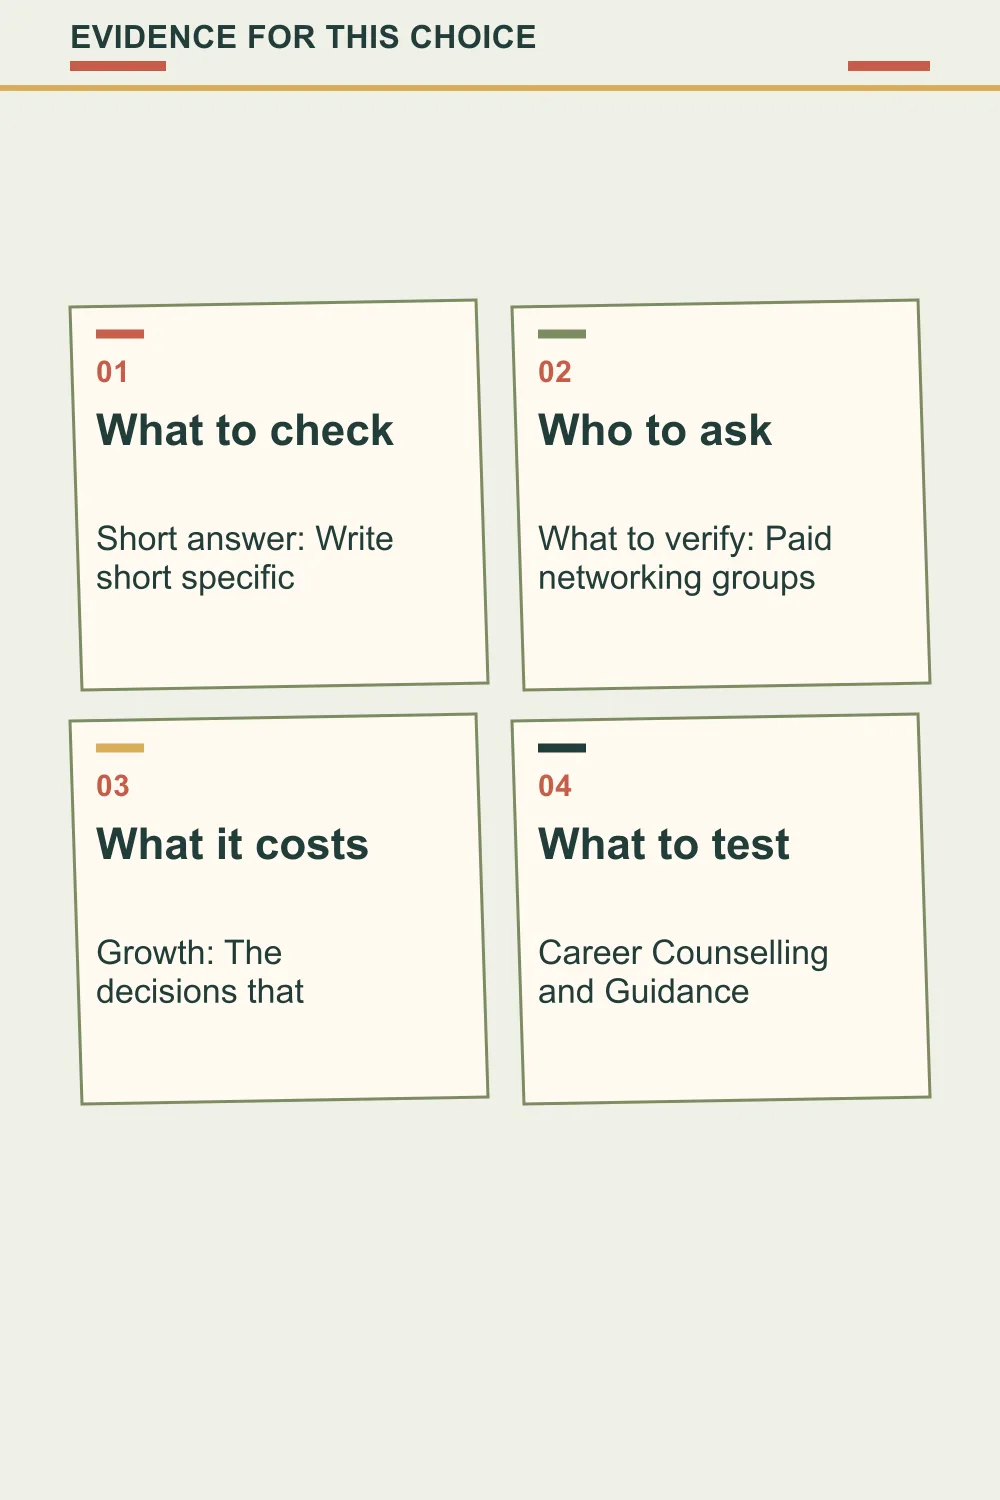 EVIDENCE FOR THIS CHOICE
01
What to check
Short answer: Write
short specific
02
Who to ask
What to verify: Paid
networking groups
03
What it costs
Growth: The
decisions that
04
What to test
Career Counselling
and Guidance